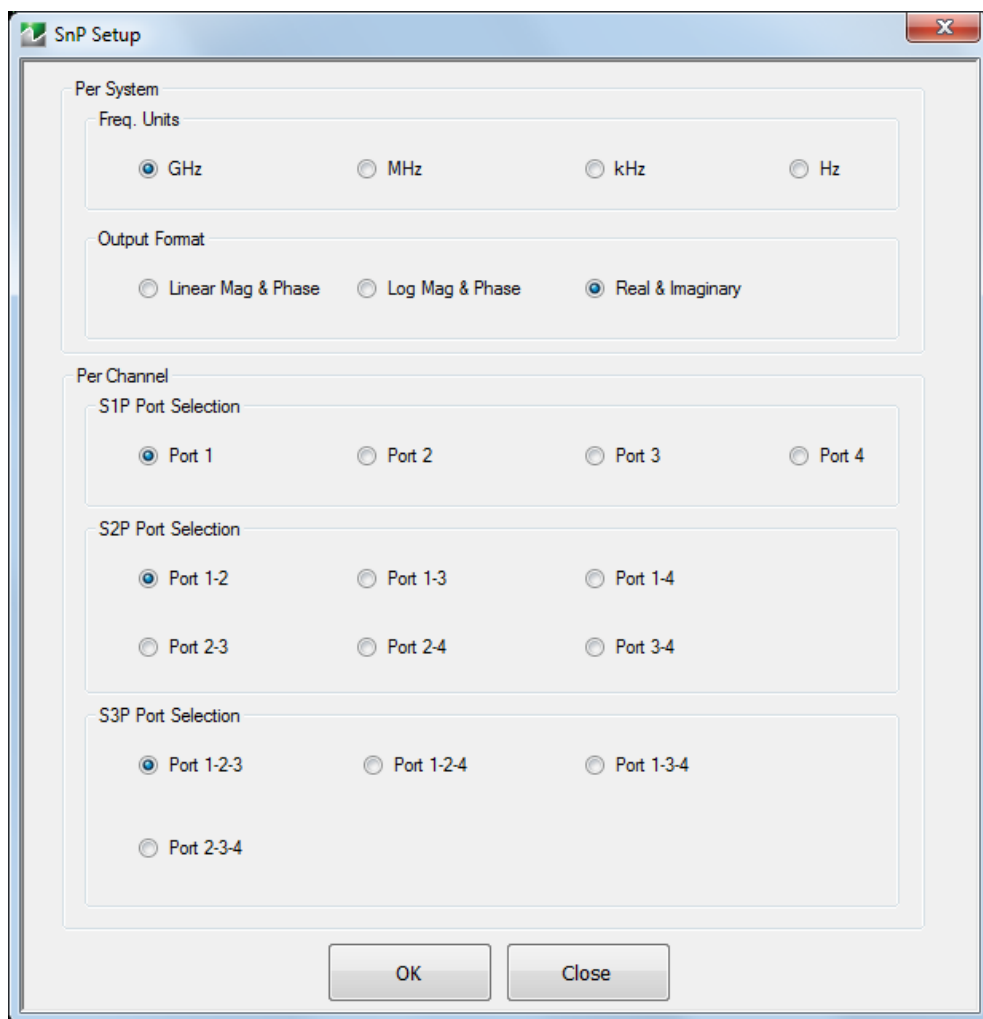 SnP Setup
Per System
Freq. Units
GHz MHz kHz Hz
Output Format
Linear Mag & Phase Log Mag & Phase Real & Imaginary
Per Channel
S1P Port Selection
Port 1 Port 2 Port 3 Port 4
S2P Port Selection
Port 1-2 Port 1-3 Port 1-4
Port 2-3 Port 2-4 Port 3-4
S3P Port Selection
Port 1-2-3 Port 1-2-4 Port 1-3-4
Port 2-3-4
OK Close